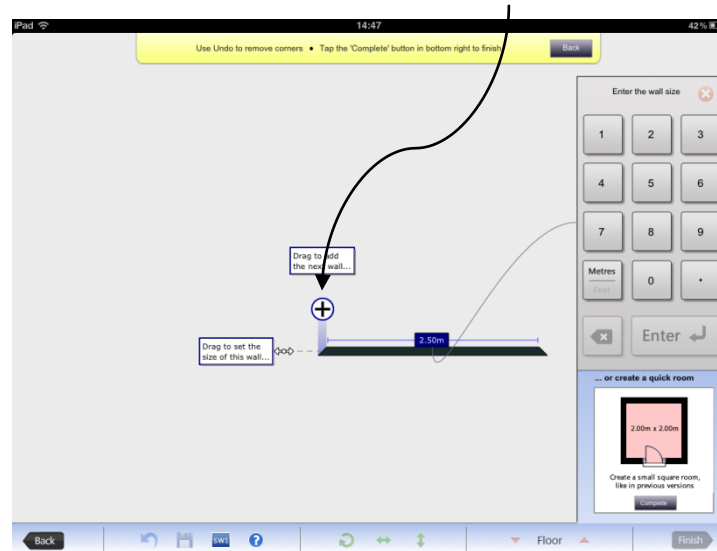 iPad 14:47 42%
Use Undo to remove corners • Tap the 'Complete' button in bottom right to finish
Back
Enter the wall size
1 2 3
4 5 6
7 8 9
Metres
Feet
0 .
Enter
Drag to add
the next wall...
2.50m
Drag to set the
size of this wall...
... or create a quick room
2.00m x 2.00m
Create a small square room,
like in previous versions
Complete
Back
SW1
?
Floor
Finish